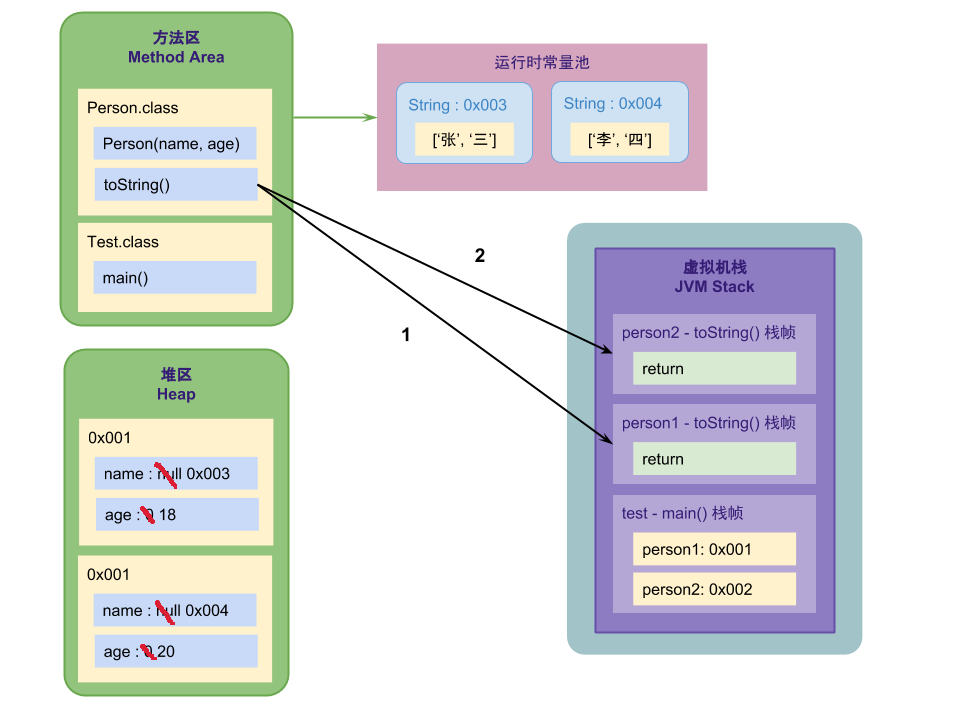 方法区
Method Area
Person.class
Person(name, age)
toString()
Test.class
main()
运行时常量池
String : 0x003
['张', '三']
String : 0x004
['李', '四']
2
1
虚拟机栈
JVM Stack
person2 - toString() 栈帧
return
person1 - toString() 栈帧
return
test - main() 栈帧
person1: 0x001
person2: 0x002
堆区
Heap
0x001
name : null 0x003
age : 0 18
0x001
name : null 0x004
age : 0 20